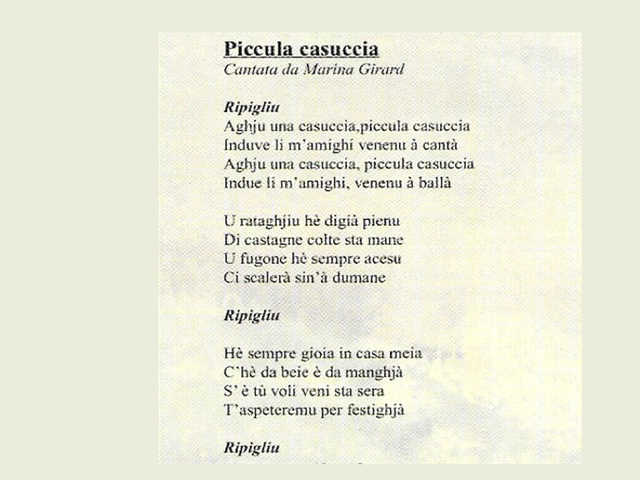 Piccula casuccia
Cantata da Marina Girard
Ripigliu
Aghju una casuccia,piccula casuccia
Induve li m'amighi venenu à cantà
Aghju una casuccia, piccula casuccia
Indue li m'amighi, venenu à ballà
U rataghjiu hè digià pienu
Di castagne colte sta mane
U fugone hè sempre acesu
Ci scalerà sin'à dumane
Ripigliu
Hè sempre gioia in casa meia
C'hè da beie è da manghjà
S' è tù voli veni sta sera
T'aspeteremu per festighjà
Ripigliu